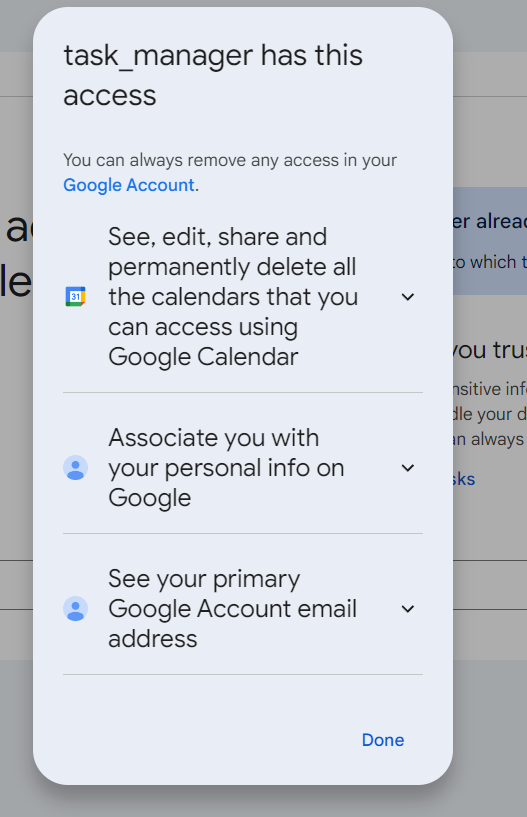 task_manager has this
access
You can always remove any access in your
Google Account.
31
See, edit, share and
permanently delete all
the calendars that you
can access using
Google Calendar
Associate you with
your personal info on
Google
See your primary
Google Account email
address
Done
er alread
to which t
you trus
nsitive info
dle your d
an always
sks
le